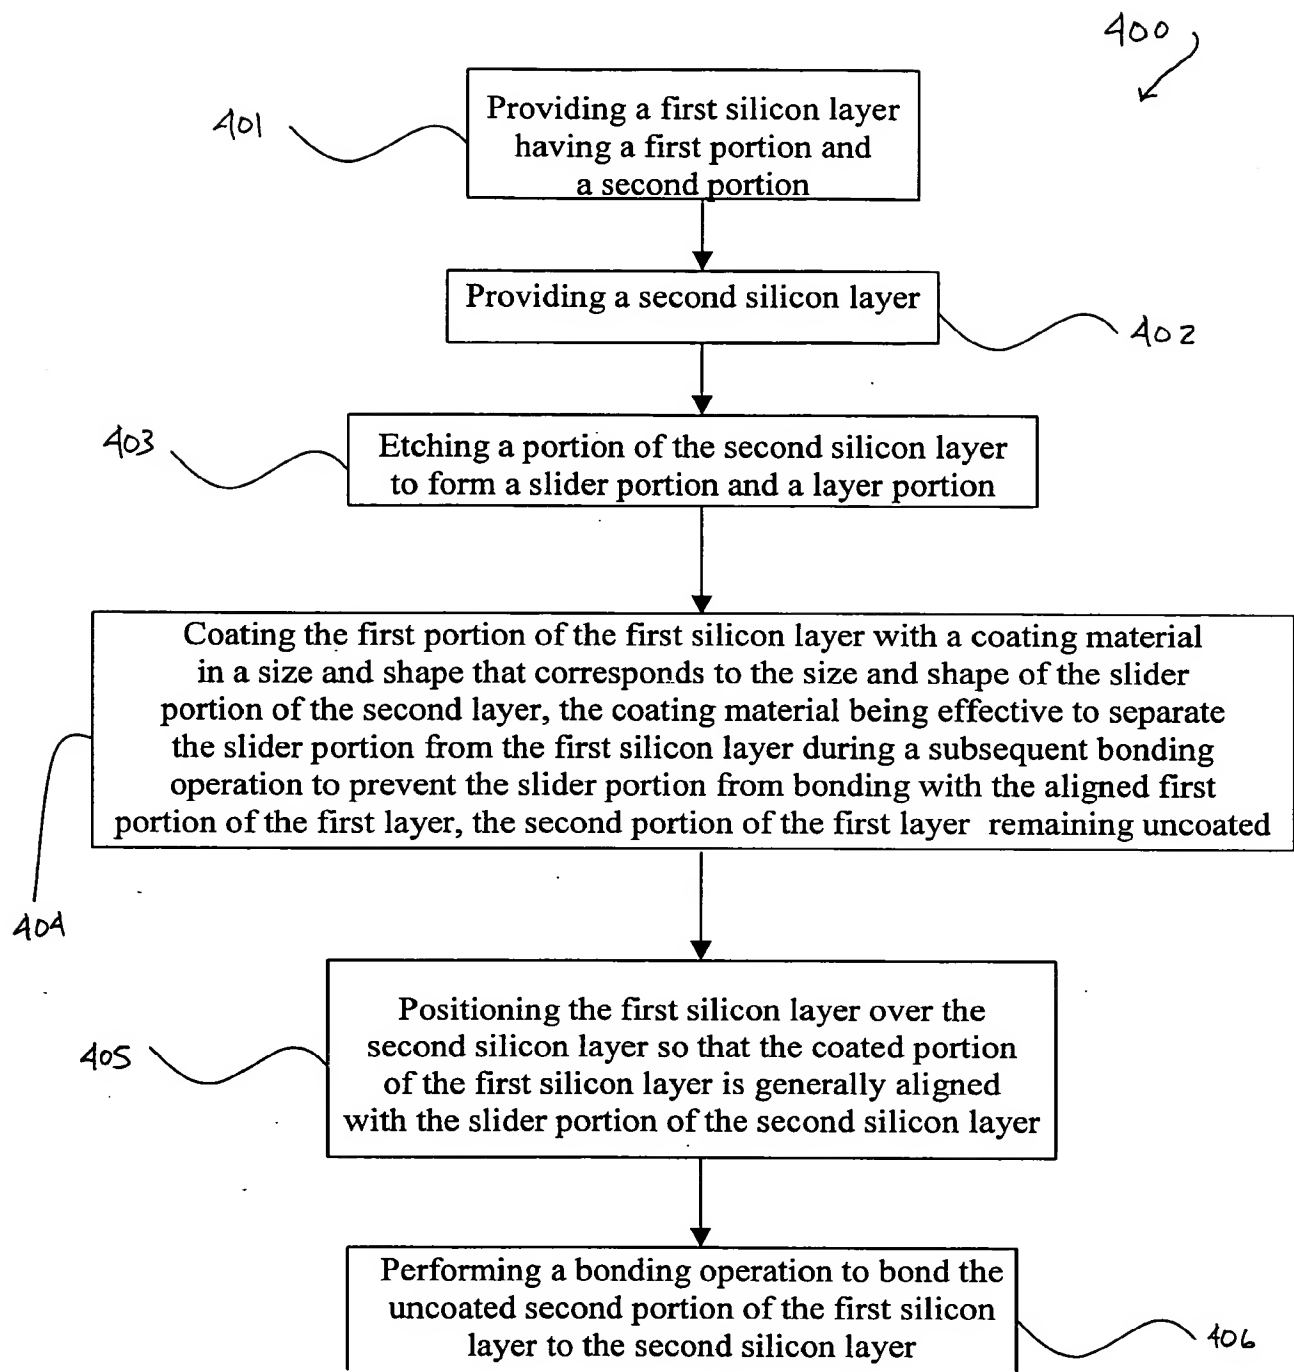 400
401
Providing a first silicon layer
having a first portion and
a second portion
Providing a second silicon layer
402
403
Etching a portion of the second silicon layer
to form a slider portion and a layer portion
Coating the first portion of the first silicon layer with a coating material
in a size and shape that corresponds to the size and shape of the slider
portion of the second layer, the coating material being effective to separate
the slider portion from the first silicon layer during a subsequent bonding
operation to prevent the slider portion from bonding with the aligned first
portion of the first layer, the second portion of the first layer remaining uncoated
404
405
Positioning the first silicon layer over the
second silicon layer so that the coated portion
of the first silicon layer is generally aligned
with the slider portion of the second silicon layer
Performing a bonding operation to bond the
uncoated second portion of the first silicon
layer to the second silicon layer
406